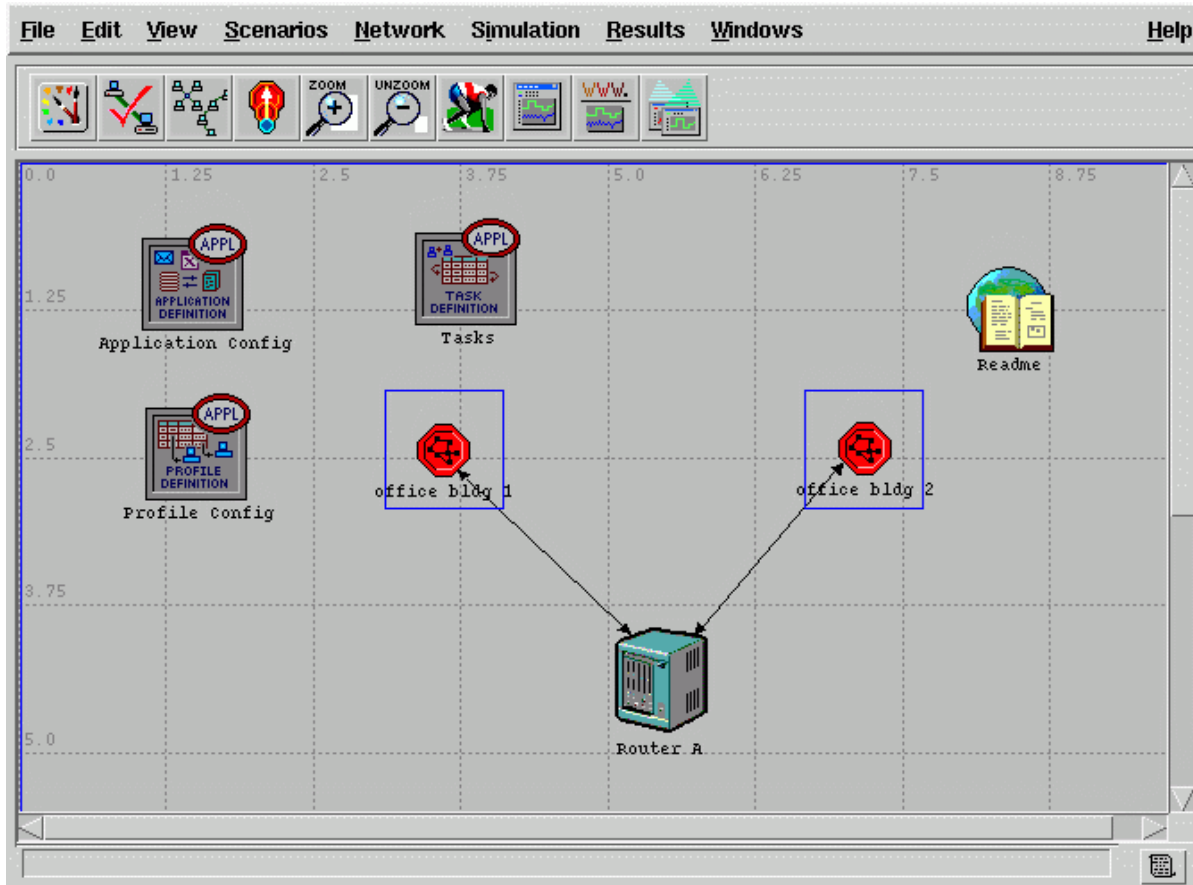 File Edit View Scenarios Network Simulation Results Windows Help
ZOOM UNZOOM
0.0 1.25 2.5 3.75 5.0 6.25 7.5 8.75
APPL
APPLICATION
DEFINITION
Application Config
APPL
TASK
DEFINITION
Tasks
1.25
Readme
APPL
PROFILE
DEFINITION
Profile Config
2.5
office bldg 1
office bldg 2
3.75
Router A
5.0